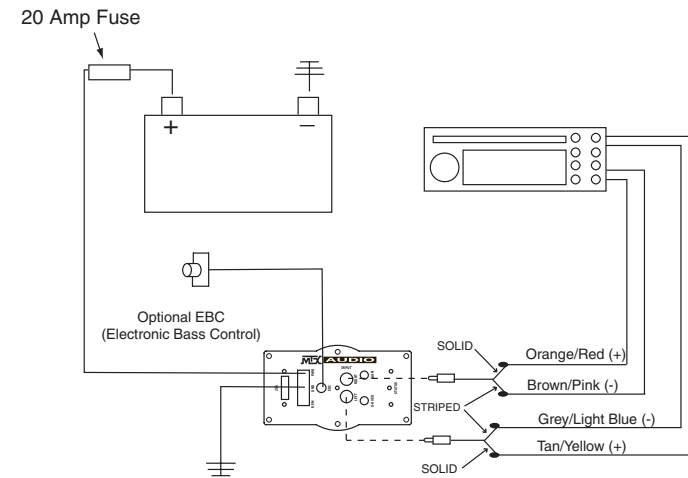 20 Amp Fuse
+
—
Optional EBC
(Electronic Bass Control)
MTX AUDIO
INPUT
SOLID
Orange/Red (+)
Brown/Pink (-)
STRIPED
Grey/Light Blue (-)
Tan/Yellow (+)
SOLID